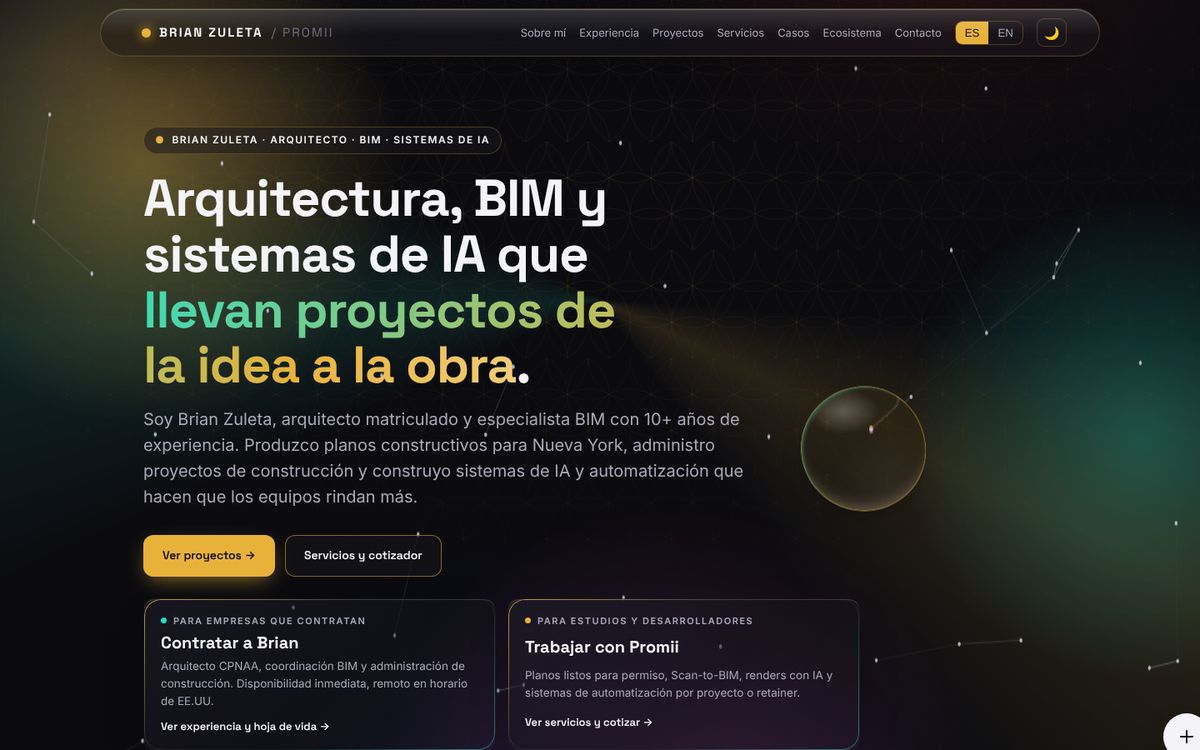 BRIAN ZULETA / PROMII
Sobre mí Experiencia Proyectos Servicios Casos Ecosistema Contacto ES EN
BRIAN ZULETA · ARQUITECTO · BIM · SISTEMAS DE IA
Arquitectura, BIM y
sistemas de IA que
llevan proyectos de
la idea a la obra.
Soy Brian Zuleta, arquitecto matriculado y especialista BIM con 10+ años de
experiencia. Produzco planos constructivos para Nueva York, administro
proyectos de construcción y construyo sistemas de IA y automatización que
hacen que los equipos rindan más.
Ver proyectos →
Servicios y cotizador
PARA EMPRESAS QUE CONTRATAN
Contratar a Brian
Arquitecto CPNAA, coordinación BIM y administración de
construcción. Disponibilidad inmediata, remoto en horario
de EE.UU.
Ver experiencia y hoja de vida →
PARA ESTUDIOS Y DESARROLLADORES
Trabajar con Promii
Planos listos para permiso, Scan-to-BIM, renders con IA y
sistemas de automatización por proyecto o retainer.
Ver servicios y cotizar →